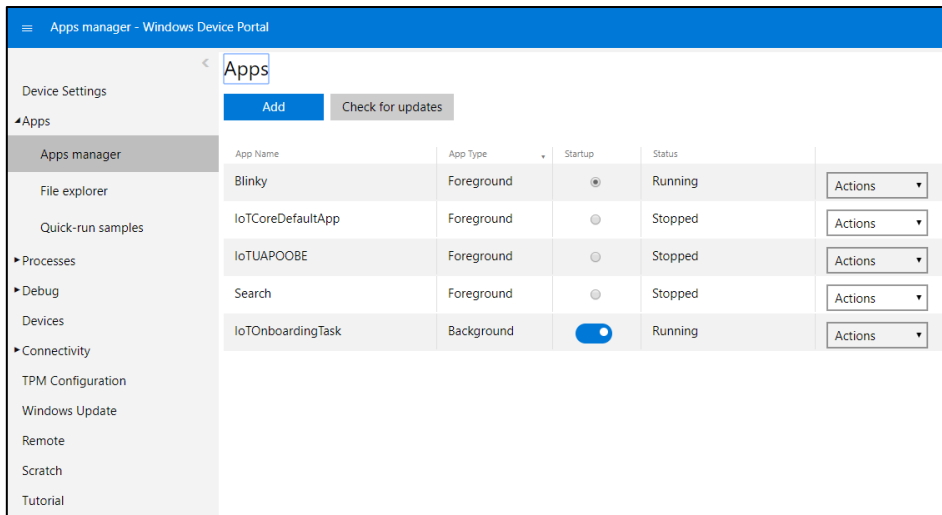 Apps manager - Windows Device Portal
Device Settings
Apps
Apps manager
File explorer
Quick-run samples
Processes
Debug
Devices
Connectivity
TPM Configuration
Windows Update
Remote
Scratch
Tutorial
Apps
Add Check for updates
App Name App Type Startup Status
Blinky Foreground Running Actions
IoTCoreDefaultApp Foreground Stopped Actions
IoTUAPOOBE Foreground Stopped Actions
Search Foreground Stopped Actions
IoTOnboardingTask Background Running Actions